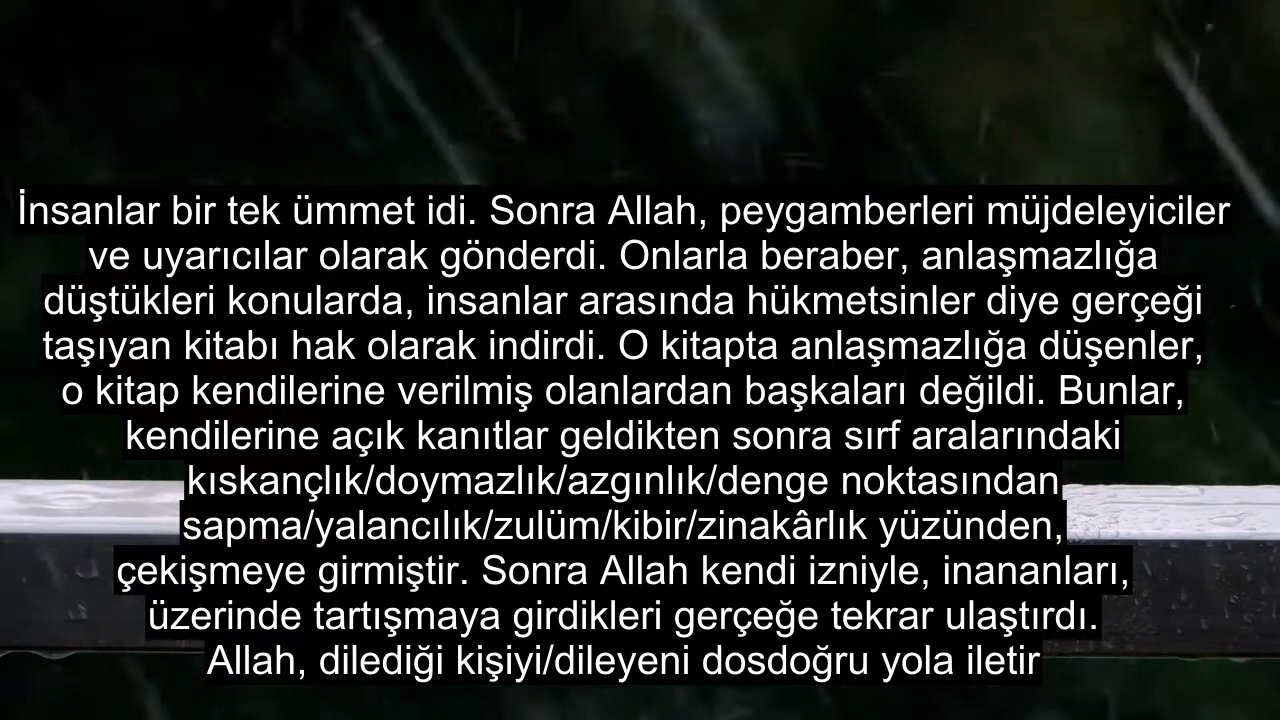 İnsanlar bir tek ümmet idi. Sonra Allah, peygamberleri müjdeleyiciler
ve uyarıcılar olarak gönderdi. Onlarla beraber, anlaşmazlığa
düştükleri konularda, insanlar arasında hükmetsinler diye gerçeği
taşıyan kitabı hak olarak indirdi. O kitapta anlaşmazlığa düşenler,
o kitap kendilerine verilmiş olanlardan başkaları değildi. Bunlar,
kendilerine açık kanıtlar geldikten sonra sırf aralarındaki
kıskançlık/doymazlık/azgınlık/denge noktasından
sapma/yalancılık/zulüm/kibir/zinakârlık yüzünden,
çekişmeye girmiştir. Sonra Allah kendi izniyle, inananları,
üzerinde tartışmaya girdikleri gerçeğe tekrar ulaştırdı.
Allah, dilediği kişiyi/dileyeni dosdoğru yola iletir